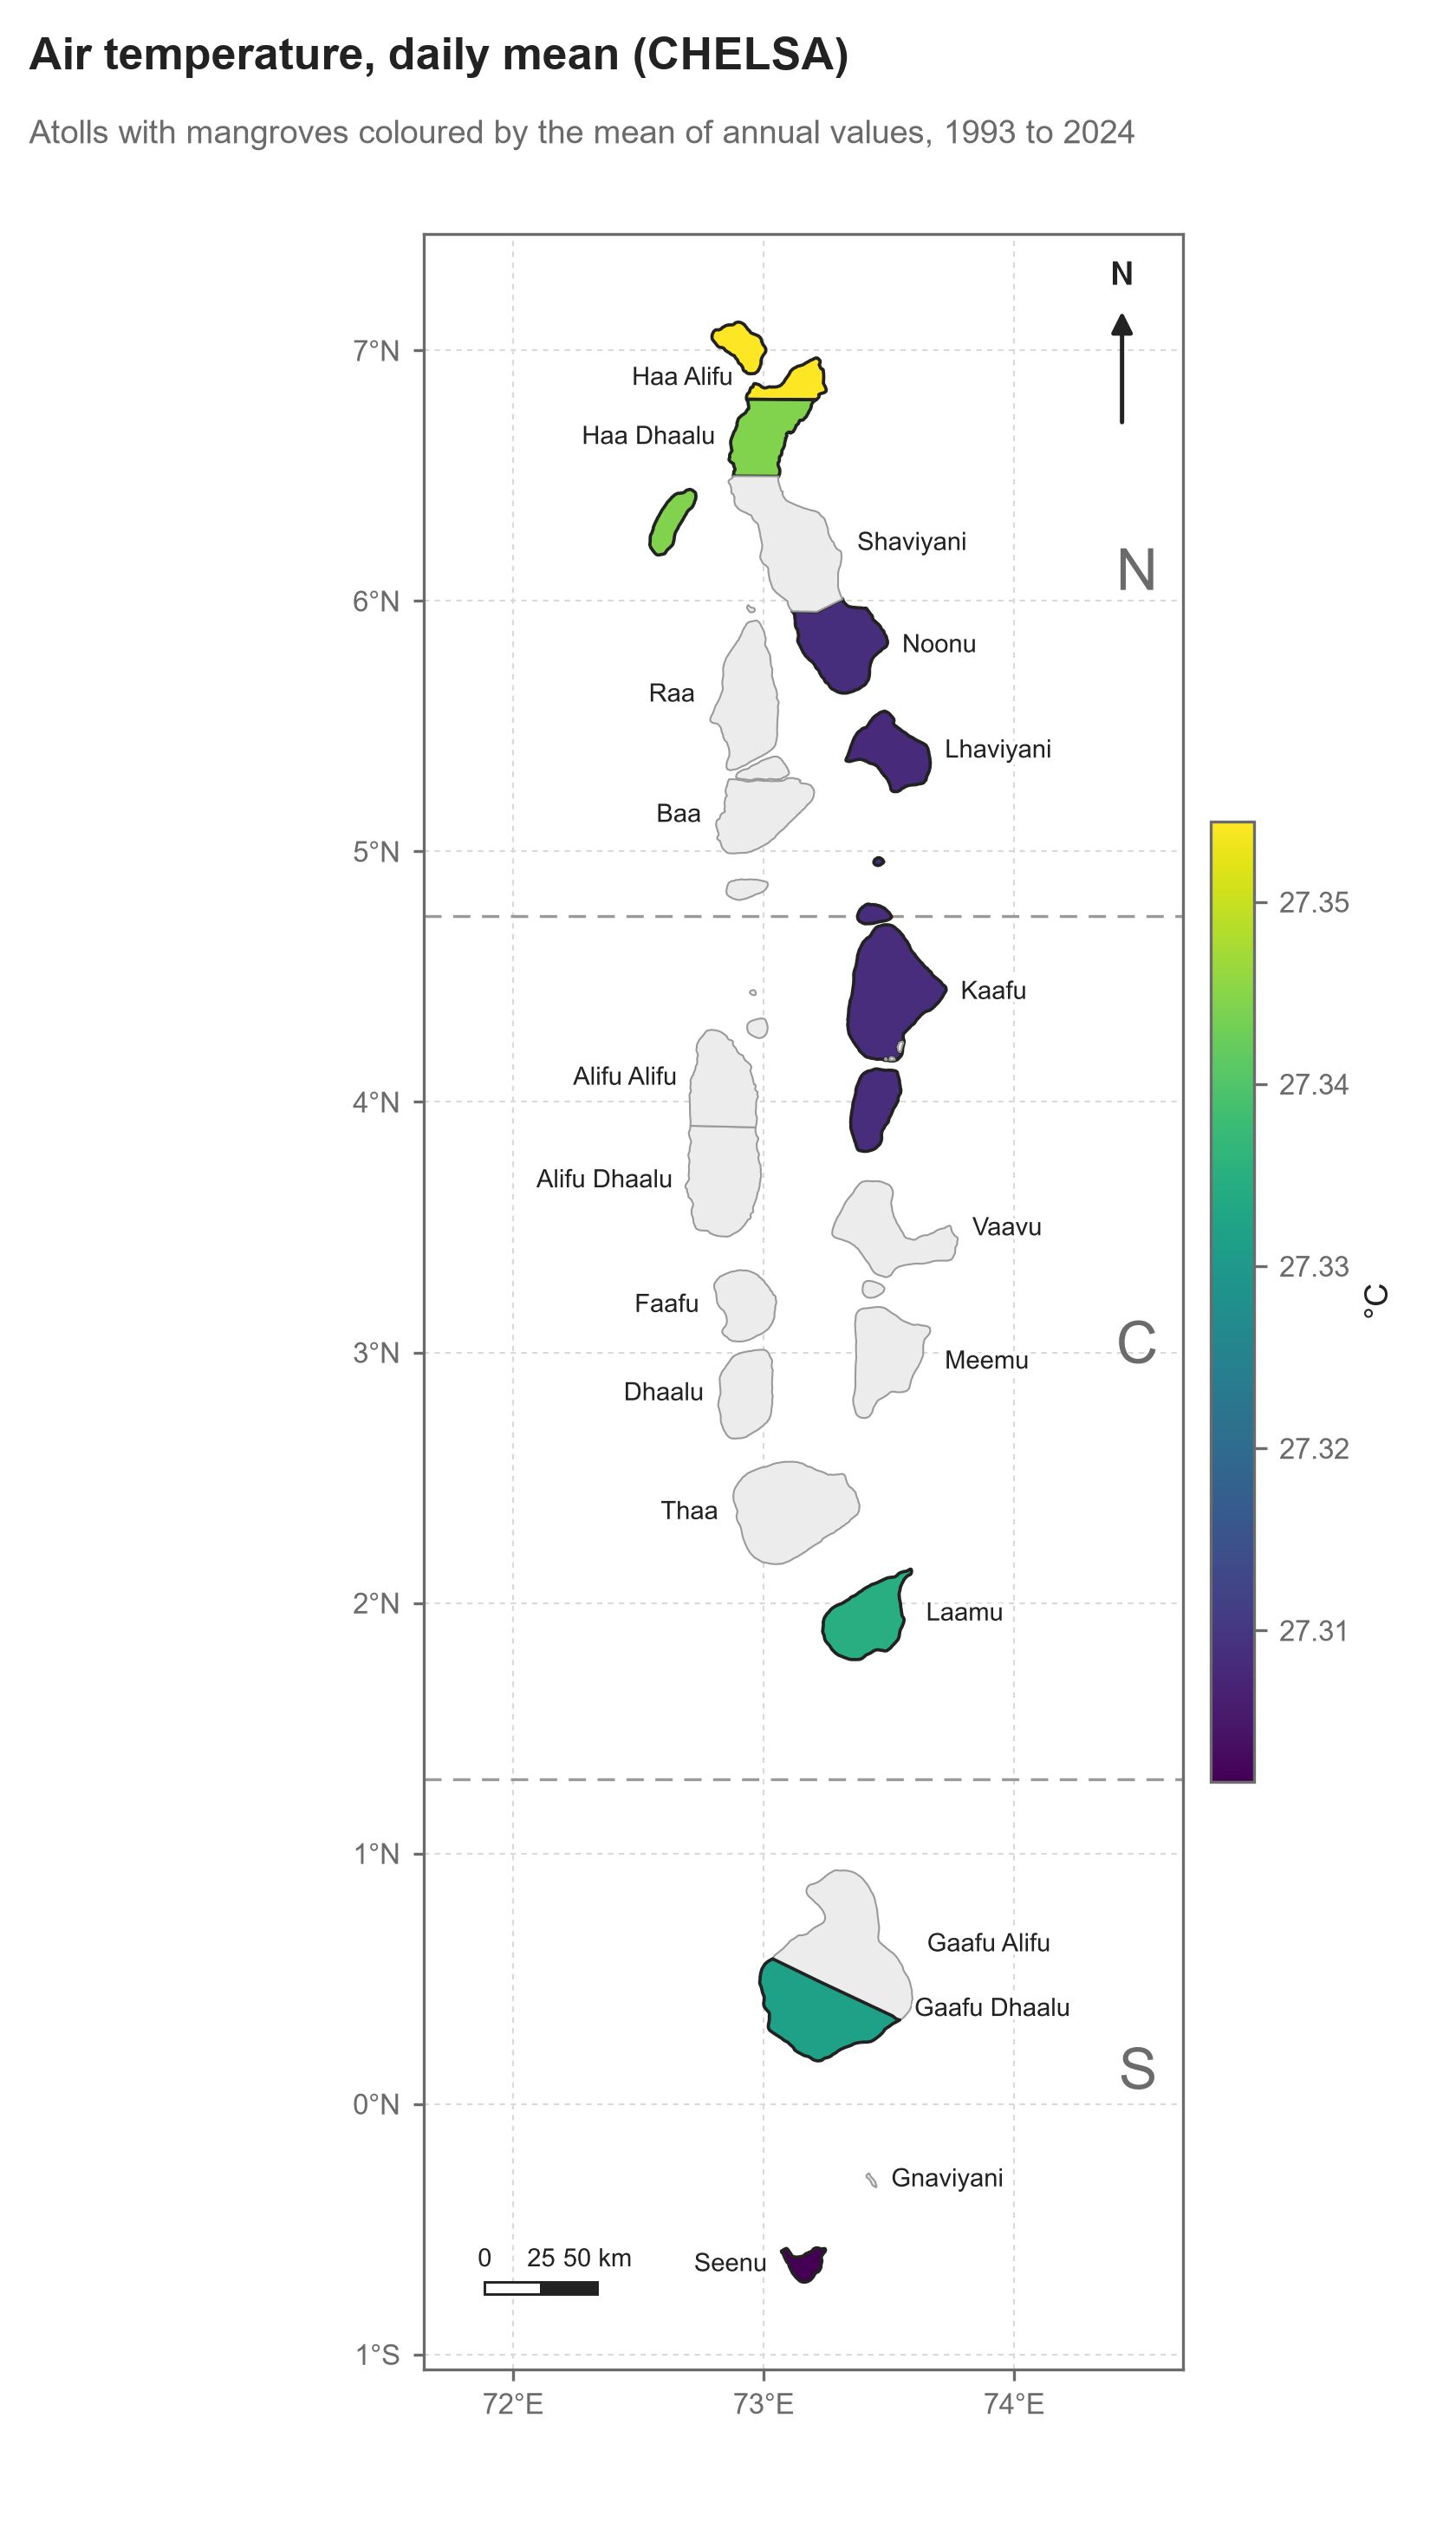 Air temperature, daily mean (CHELSA)
Atolls with mangroves coloured by the mean of annual values, 1993 to 2024
N
7°N
Haa Alifu
Haa Dhaalu
Shaviyani
N
6°N
Noonu
Raa
Lhaviyani
Baa
5°N
27.35
Kaafu
Alifu Alifu
27.34
4°N
Alifu Dhaalu
Vaavu
27.33
°C
Faafu
C
3°N
Meemu
Dhaalu
27.32
Thaa
2°N
Laamu
27.31
1°N
Gaafu Alifu
Gaafu Dhaalu
S
0°N
Gnaviyani
0 25 50 km
Seenu
1°S
72°E 73°E 74°E